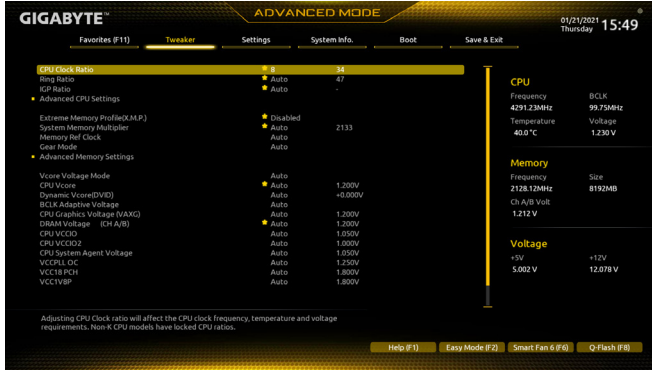 GIGABYTE™
ADVANCED MODE
01/21/2021 Thursday 15:49
Favorites (F11) Tweaker Settings System Info. Boot Save & Exit
CPU Clock Ratio 8 34
Ring Ratio Auto 47
IGP Ratio Auto -
Advanced CPU Settings
Extreme Memory Profile(X.M.P.) Disabled
System Memory Multiplier Auto 2133
Memory Ref Clock Auto
Gear Mode Auto
Advanced Memory Settings
Vcore Voltage Mode Auto
CPU Vcore Auto 1.200V
Dynamic Vcore(DVID) Auto +0.000V
BCLK Adaptive Voltage Auto
CPU Graphics Voltage (VAXG) Auto 1.200V
DRAM Voltage (CH A/B) Auto 1.200V
CPU VCCIO Auto 1.050V
CPU VCCIO2 Auto 1.000V
CPU System Agent Voltage Auto 1.050V
VCCPLL OC Auto 1.250V
VCC18 PCH Auto 1.800V
VCC1V8P Auto 1.800V
CPU
Frequency BCLK
4291.23MHz 99.75MHz
Temperature Voltage
40.0 °C 1.230 V
Memory
Frequency Size
2128.12MHz 8192MB
Ch A/B Volt
1.212 V
Voltage
+5V +12V
5.002 V 12.078 V
Adjusting CPU Clock ratio will affect the CPU clock frequency, temperature and voltage
requirements. Non-K CPU models have locked CPU ratios.
Help (F1) Easy Mode (F2) Smart Fan 6 (F6) Q-Flash (F8)